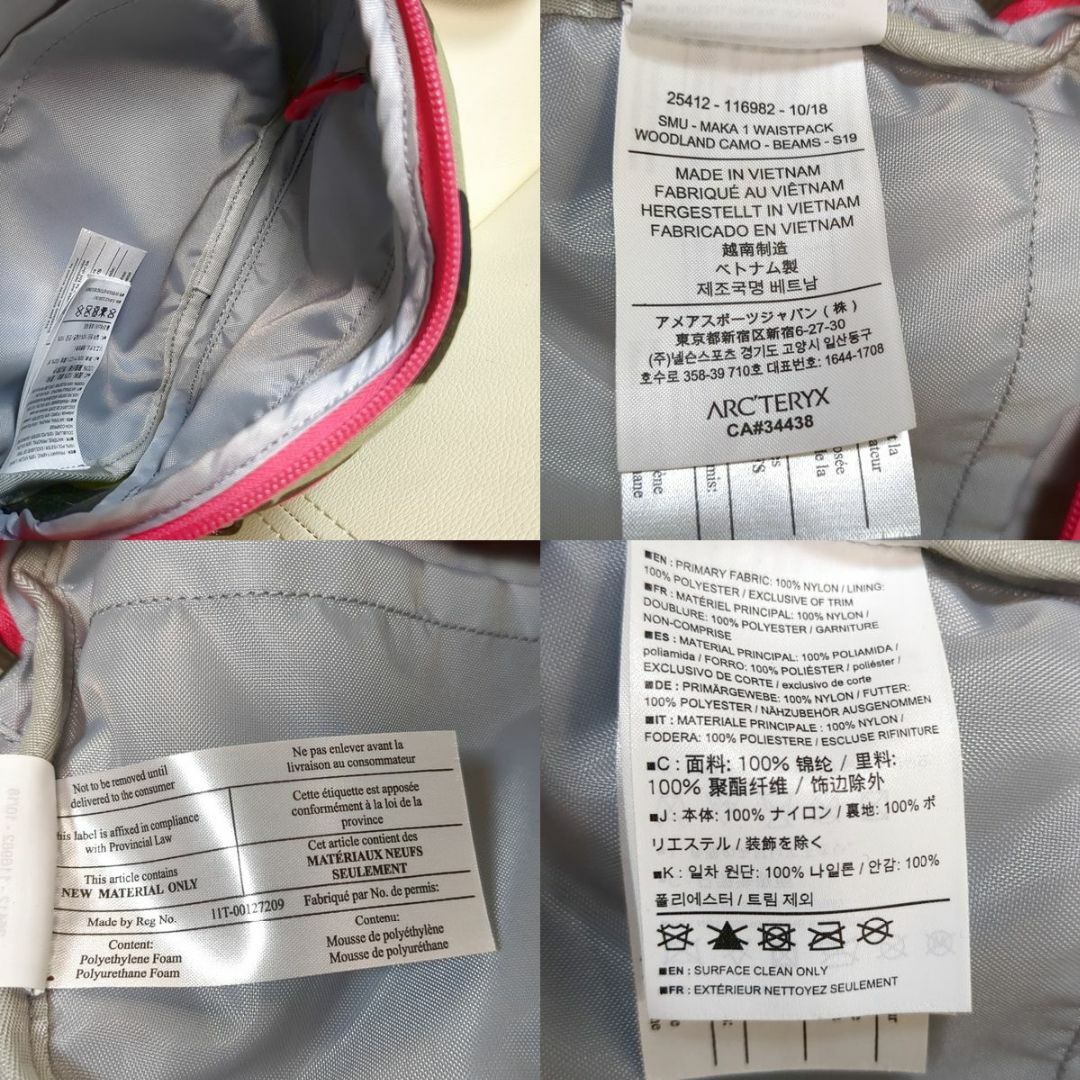 25412 - 116982 - 10/18
SMU - MAKA 1 WAISTPACK
WOODLAND CAMO - BEAMS - S19
MADE IN VIETNAM
FABRIQUÉ AU VIÊTNAM
HERGESTELLT IN VIETNAM
FABRICADO EN VIETNAM
越南制造
ベトナム製
제조국명 베트남
アメアスポーツジャパン（株）
東京都新宿区新宿6-27-30
(주)넬슨스포츠 경기도 고양시 일산동구
호수로 358-39 710호 대표번호: 1644-1708
ARC'TERYX
CA#34438
Not to be removed until
delivered to the consumer
Ne pas enlever avant la
livraison au consommateur
his label is affixed in compliance
with Provincial Law
Cette étiquette est apposée
conformément à la loi de la
province
This article contains
NEW MATERIAL ONLY
Cet article contient des
MATÉRIAUX NEUFS
SEULEMENT
Made by Reg No. 11T-00127209 Fabriqué par No. de permis:
Content:
Polyethylene Foam
Polyurethane Foam
Contenu:
Mousse de polyéthylène
Mousse de polyuréthane
■EN : PRIMARY FABRIC: 100% NYLON / LINING:
100% POLYESTER / EXCLUSIVE OF TRIM
■FR : MATÉRIEL PRINCIPAL: 100% NYLON /
DOUBLURE: 100% POLYESTER / GARNITURE
NON-COMPRISE
■ES : MATERIAL PRINCIPAL: 100% POLIAMIDA /
poliamida / FORRO: 100% POLIÉSTER / poliéster /
EXCLUSIVO DE CORTE / exclusivo de corte
■DE : PRIMÄRGEWEBE: 100% NYLON / FUTTER:
100% POLYESTER / NÄHZUBEHÖR AUSGENOMMEN
■IT : MATERIALE PRINCIPALE : 100% NYLON /
FODERA: 100% POLIESTERE / ESCLUSE RIFINITURE
■C : 面料: 100% 锦纶 / 里料:
100% 聚酯纤维 / 饰边除外
■J : 本体: 100% ナイロン / 裏地: 100% ポ
リエステル / 装飾を除く
■K : 일차 원단: 100% 나일론 / 안감: 100%
폴리에스터 / 트림 제외
■EN : SURFACE CLEAN ONLY
■FR : EXTÉRIEUR NETTOYEZ SEULEMENT